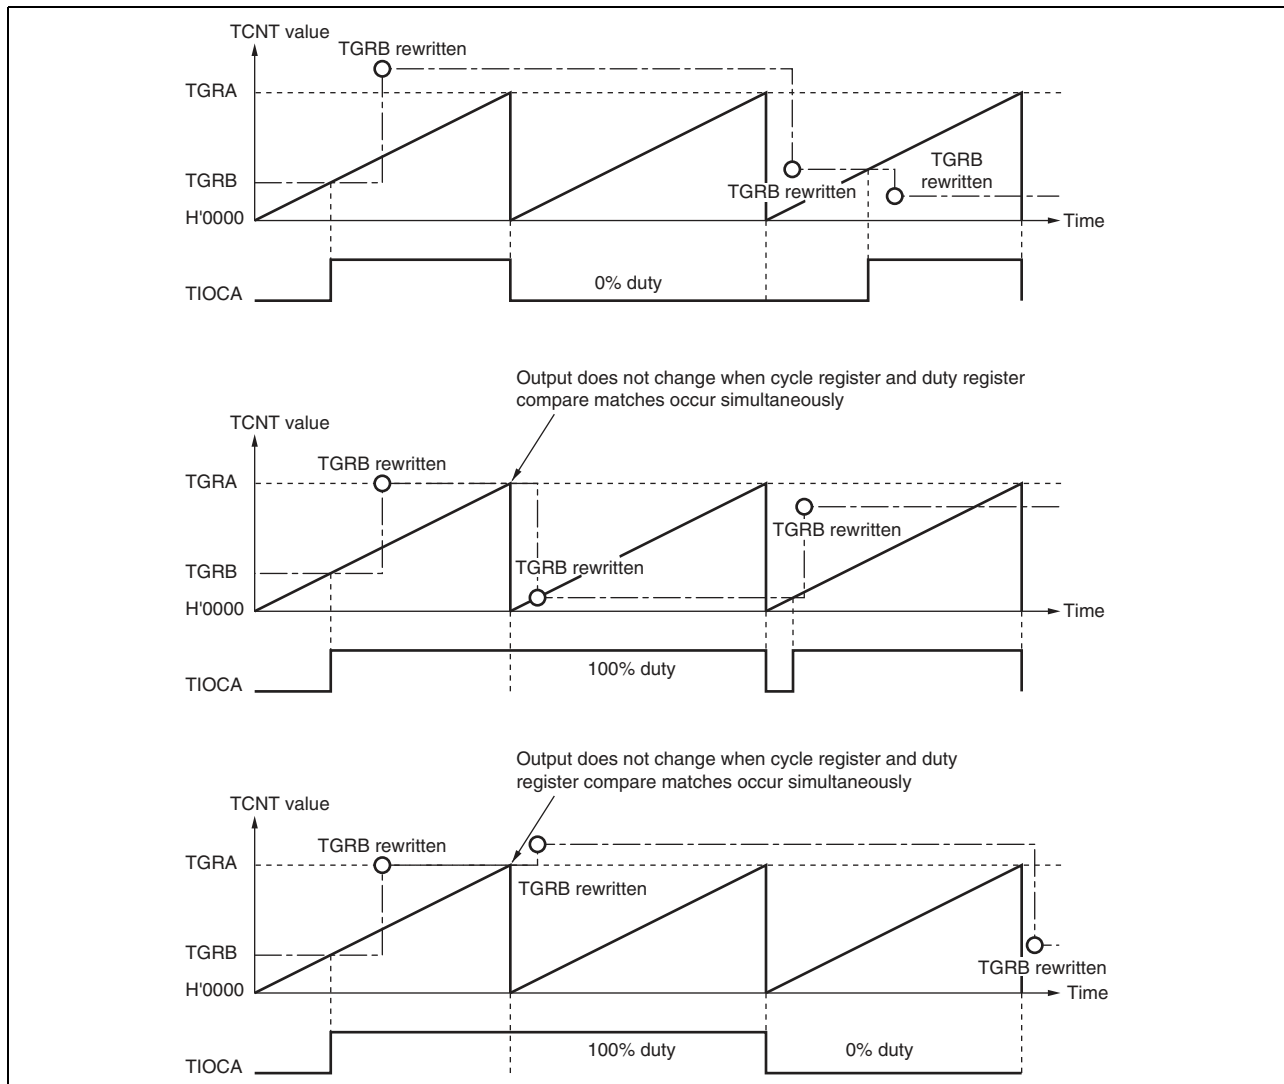 TCNT value
TGRB rewritten
TGRA
TGRB
rewritten
TGRB
TGRB rewritten
H'0000
Time
0% duty
TIOCA
Output does not change when cycle register and duty register
compare matches occur simultaneously
TCNT value
TGRB rewritten
TGRA
TGRB rewritten
TGRB rewritten
TGRB
H'0000
Time
100% duty
TIOCA
Output does not change when cycle register and duty
register compare matches occur simultaneously
TCNT value
TGRB rewritten
TGRA
TGRB rewritten
TGRB
TGRB rewritten
H'0000
Time
100% duty
0% duty
TIOCA